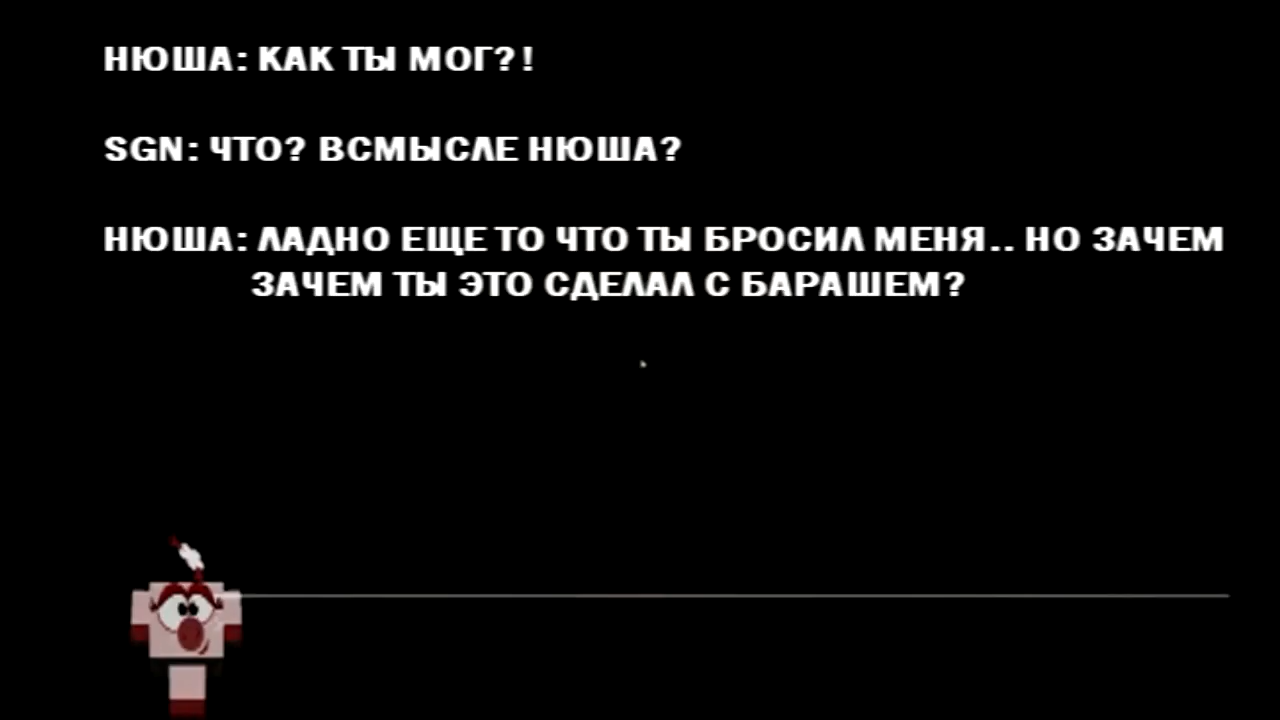 НЮША: КАК ТЫ МОГ?!
SGN: ЧТО? ВСМЫСЛЕ НЮША?
НЮША: ЛАДНО ЕЩЕ ТО ЧТО ТЫ БРОСИЛ МЕНЯ.. НО ЗАЧЕМ
ЗАЧЕМ ТЫ ЭТО СДЕЛАЛ С БАРАШЕМ?